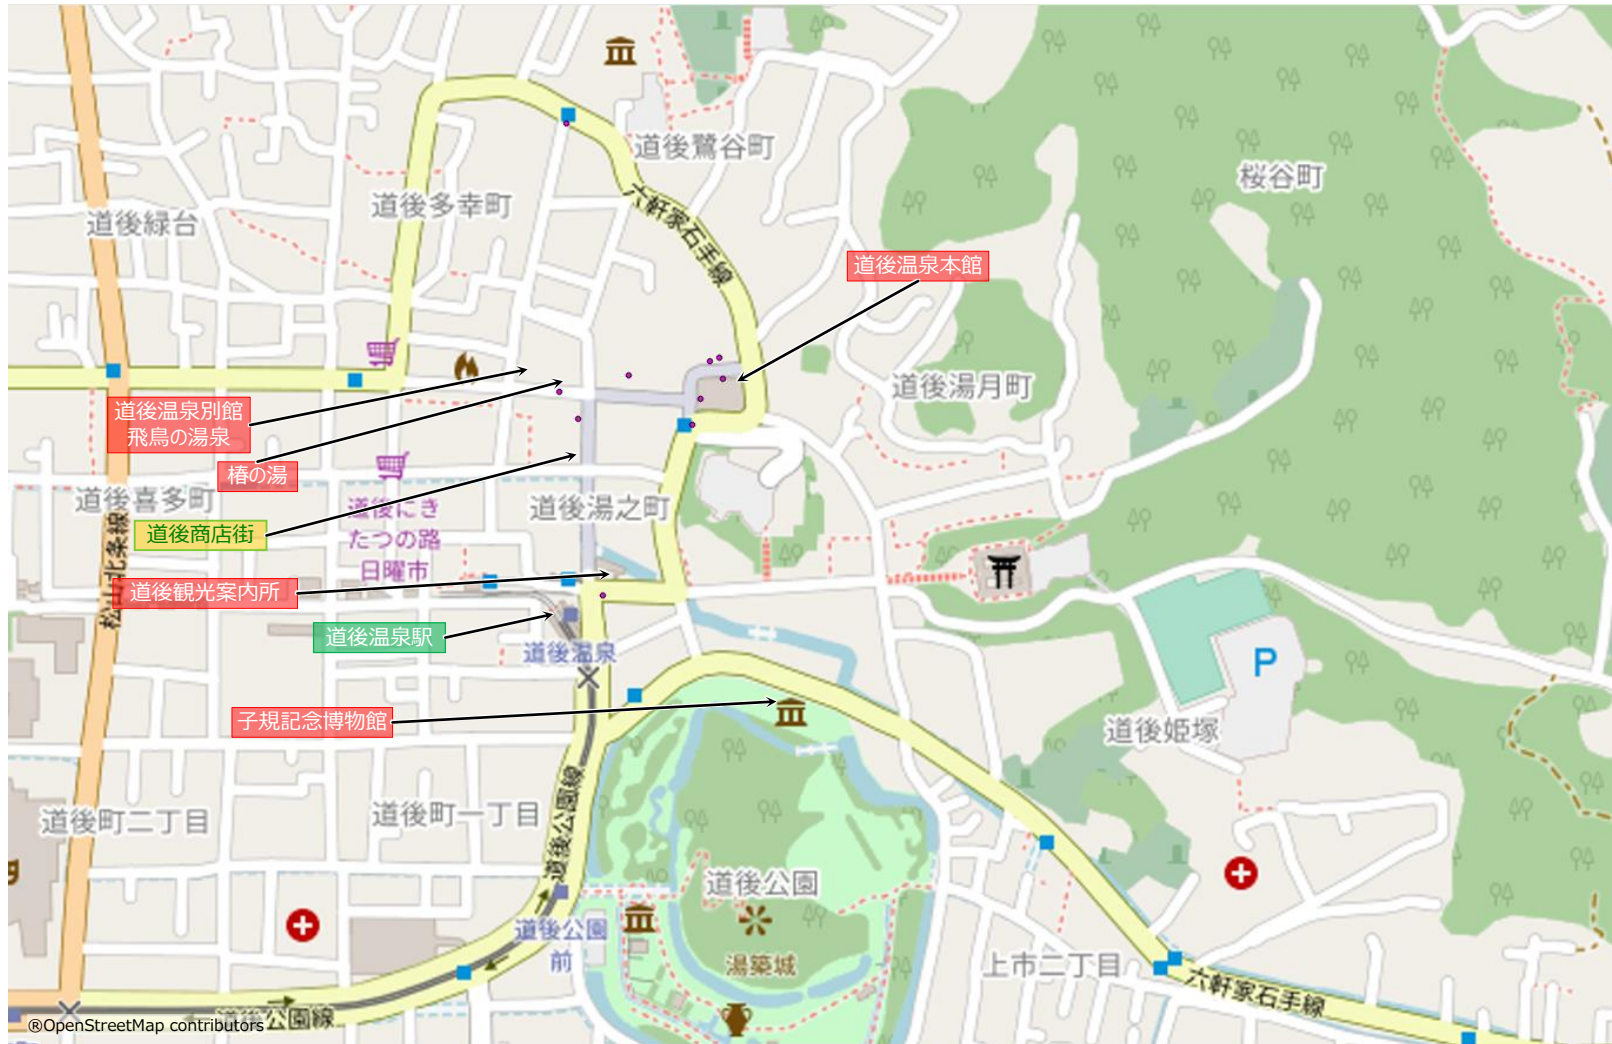 道後鷺谷町
桜谷町
道後多幸町
道後緑台
六軒家石手線
道後温泉本館
道後湯月町
道後温泉別館
飛鳥の湯泉
椿の湯
道後喜多町
道後にき
たつの路
日曜市
道後湯之町
道後商店街
松山北条線
道後観光案内所
道後温泉駅
道後温泉
P
子規記念博物館
道後姫塚
道後町二丁目
道後町一丁目
道後公園線
道後公園
道後公園
前
湯築城
上市二丁目
六軒家石手線
道後公園線
®OpenStreetMap contributors